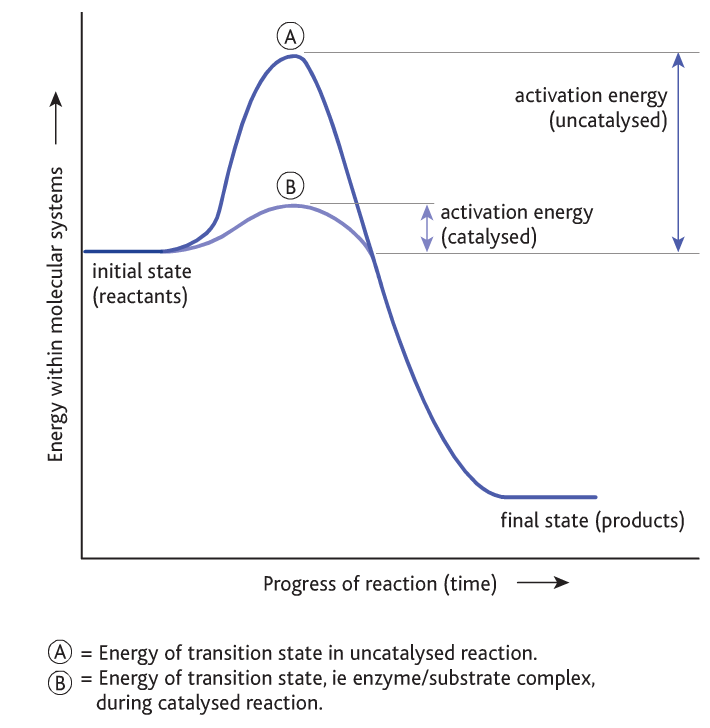 A
activation energy
(uncatalysed)
B
activation energy
(catalysed)
initial state
(reactants)
Energy within molecular systems
final state (products)
Progress of reaction (time)
A = Energy of transition state in uncatalysed reaction.
B = Energy of transition state, ie enzyme/substrate complex,
during catalysed reaction.